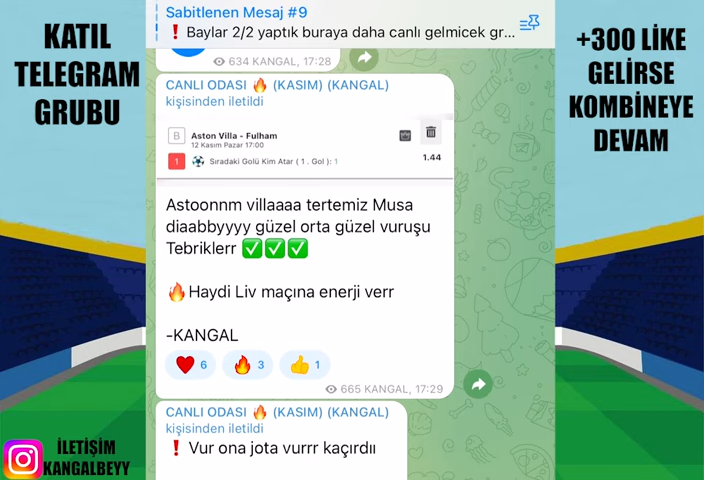 KATIL
TELEGRAM
GRUBU
Sabitlenen Mesaj #9
❗ Baylar 2/2 yaptık buraya daha canlı gelmicek gr...
634 KANGAL, 17:28
CANLI ODASI 🔥 (KASIM) (KANGAL)
kişisinden iletildi
B Aston Villa - Fulham
12 Kasım Pazar 17:00
1 ⚽ Sıradaki Golü Kim Atar ( 1 . Gol ): 1 1.44
Astoonnm villaaaa tertemiz Musa
diaabbyyyy güzel orta güzel vuruşu
Tebriklerr ✅✅✅
🔥Haydi Liv maçına enerji verr
-KANGAL
❤️ 6 🔥 3 👍 1
665 KANGAL, 17:29
CANLI ODASI 🔥 (KASIM) (KANGAL)
kişisinden iletildi
❗ Vur ona jota vurrr kaçırdıı
+300 LİKE
GELİRSE
KOMBİNEYE
DEVAM
İLETİŞİM
KANGALBEYY